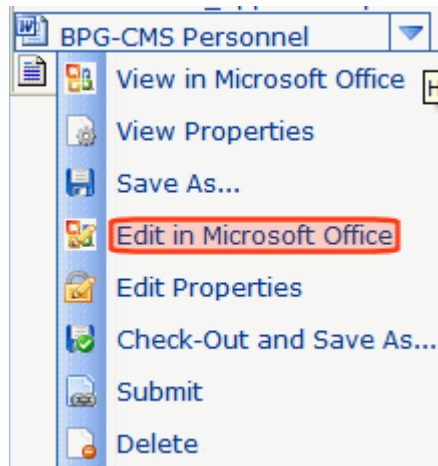 BPG-CMS Personnel
View in Microsoft Office
View Properties
Save As...
Edit in Microsoft Office
Edit Properties
Check-Out and Save As...
Submit
Delete